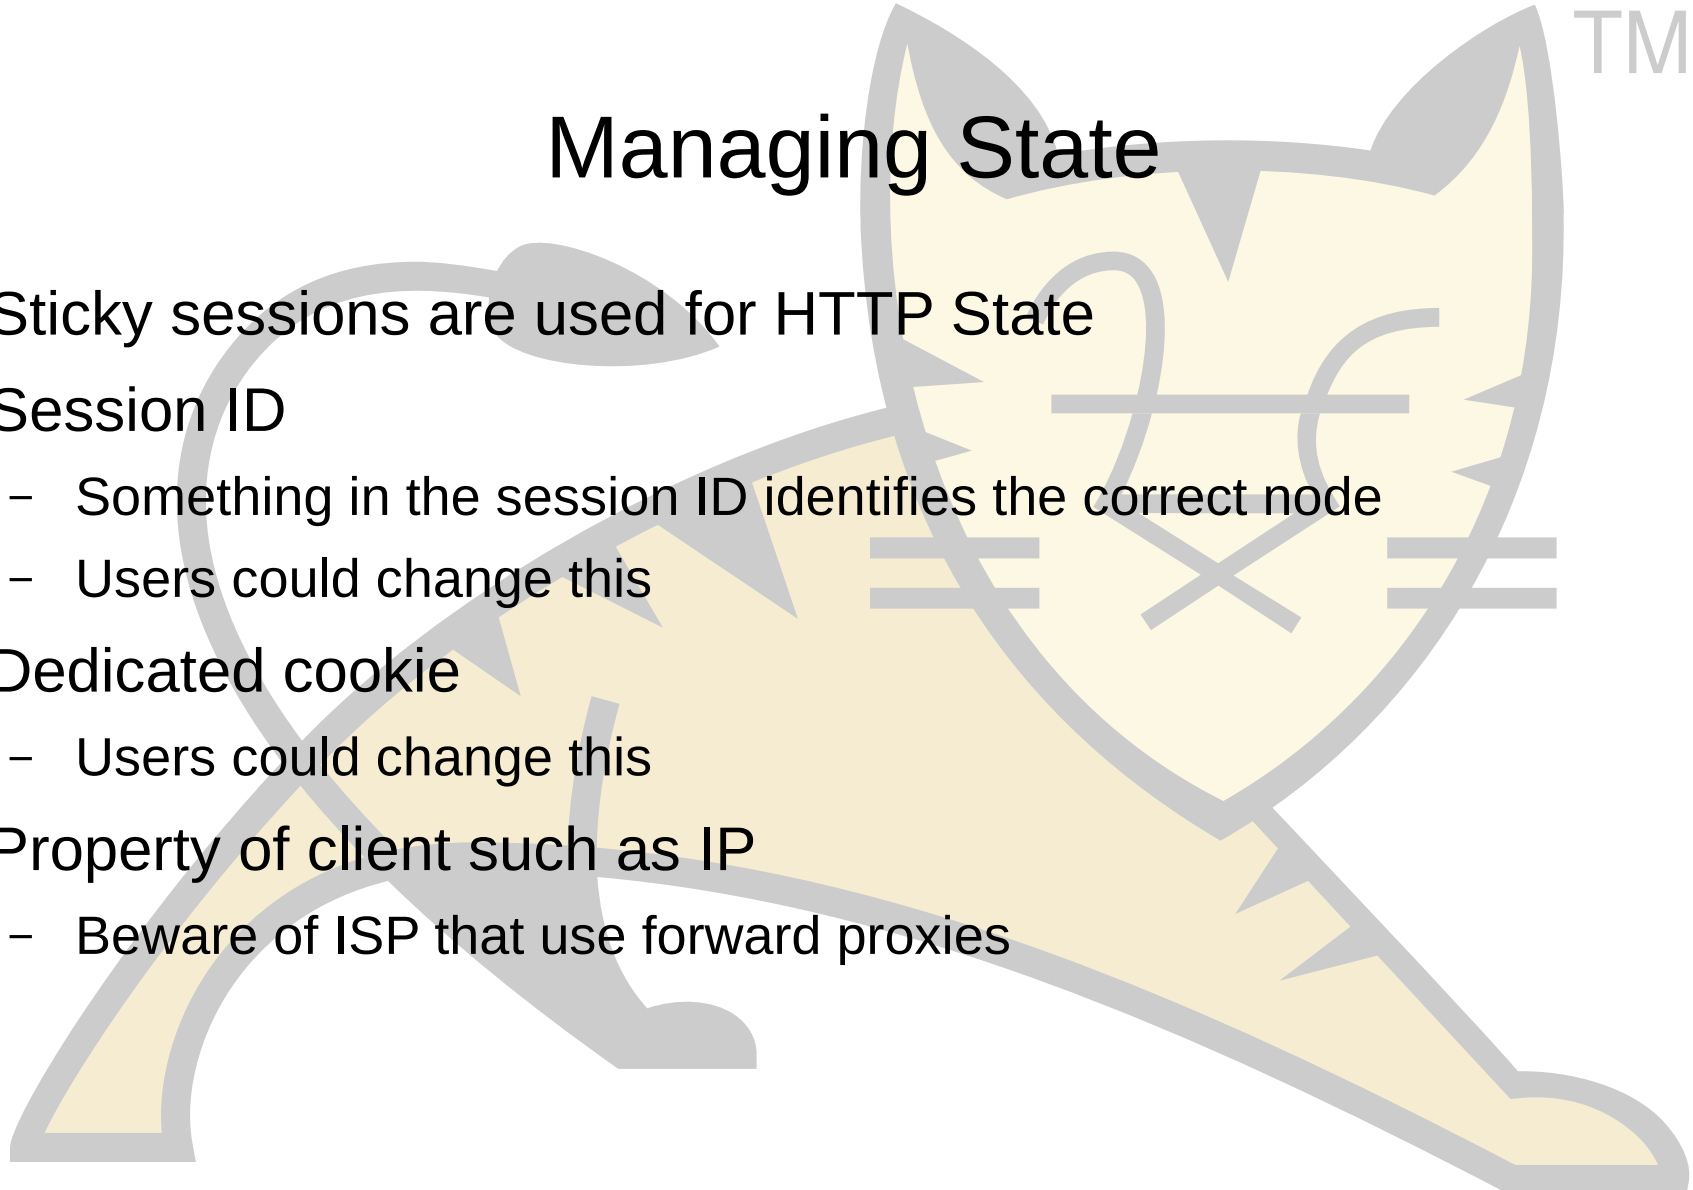 TM
Managing State
Sticky sessions are used for HTTP State
Session ID
– Something in the session ID identifies the correct node
– Users could change this
Dedicated cookie
– Users could change this
Property of client such as IP
– Beware of ISP that use forward proxies